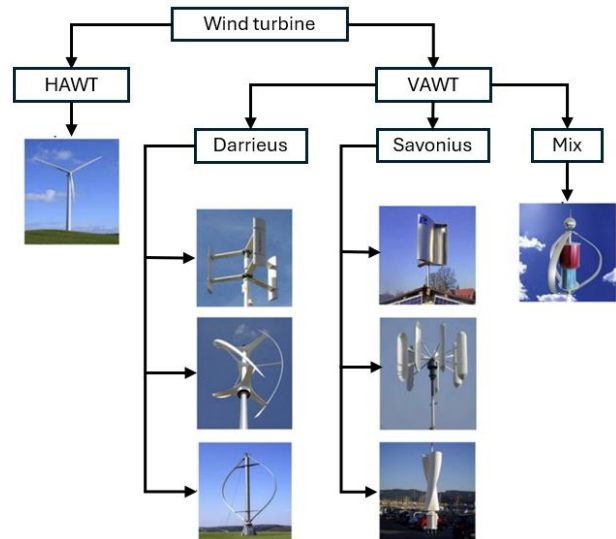 Wind turbine
HAWT
VAWT
Darrieus
Savonius
Mix